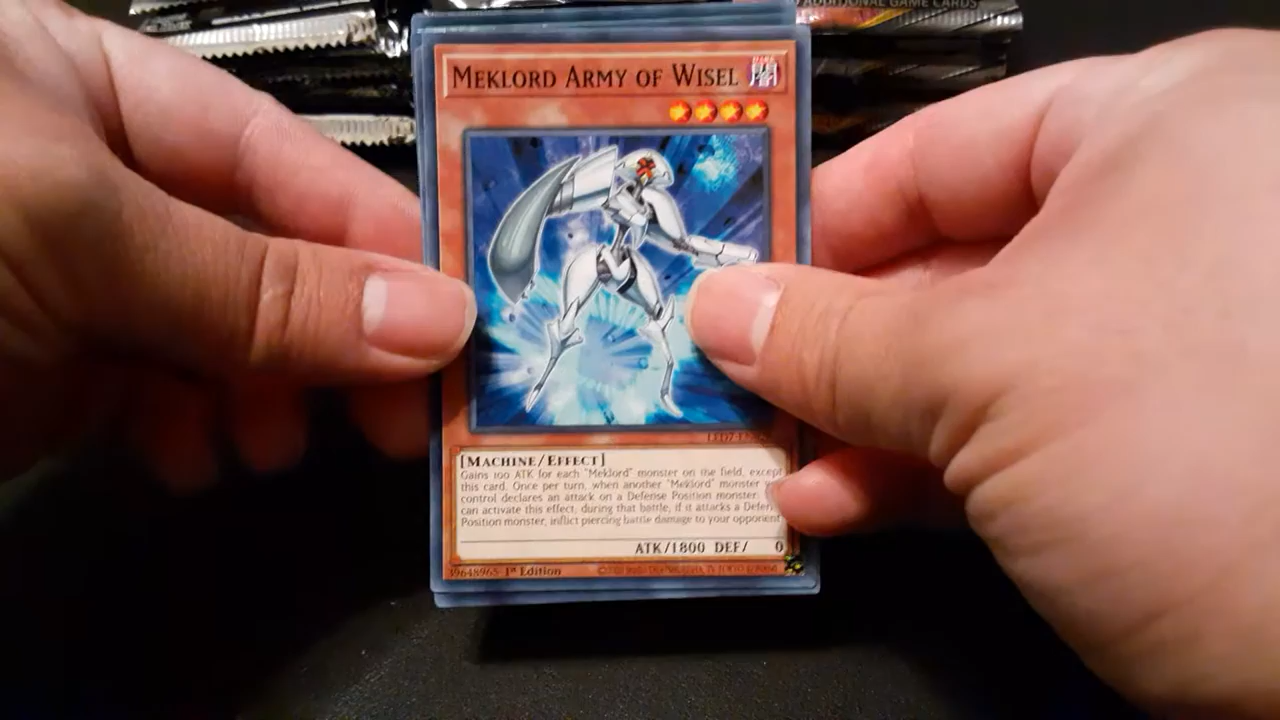 ADDITIONAL GAME CARDS
MEKLORD ARMY OF WISEL
[MACHINE/EFFECT]
Gains 100 ATK for each "Meklord" monster on the field, except
this card. Once per turn, when another "Meklord" monster
control declares an attack on a Defense Position monster:
can activate this effect; during that battle, if it attacks a Defen
Position monster, inflict piercing battle damage to your opponent
ATK/1800 DEF/ 0
39648965 1st Edition